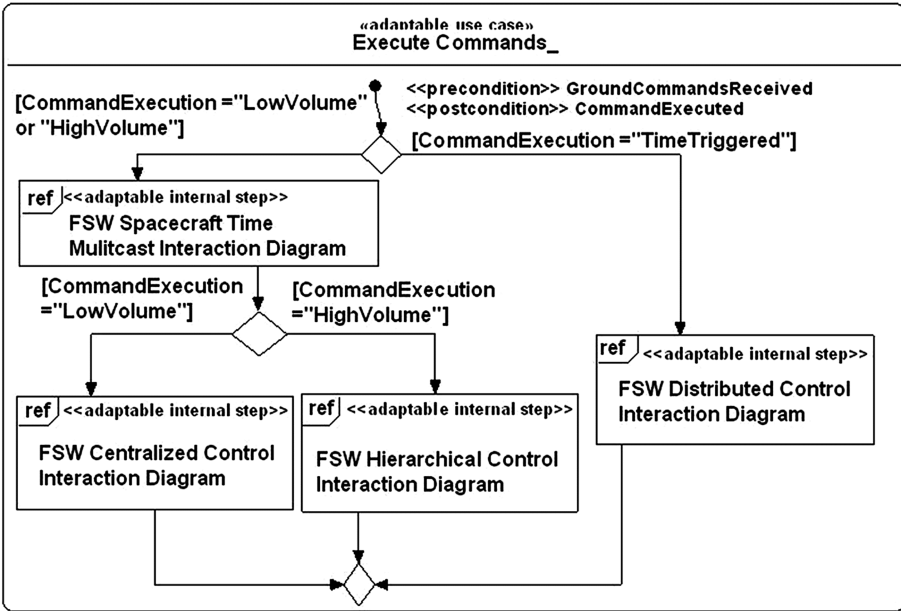 «adaptable use case»
Execute Commands_
[CommandExecution ="LowVolume"
or "HighVolume"]
<<precondition>> GroundCommandsReceived
<<postcondition>> CommandExecuted
[CommandExecution ="TimeTriggered"]
ref <<adaptable internal step>>
FSW Spacecraft Time
Mulitcast Interaction Diagram
[CommandExecution
="LowVolume"]
[CommandExecution
="HighVolume"]
ref <<adaptable internal step>>
FSW Distributed Control
Interaction Diagram
ref <<adaptable internal step>>
FSW Centralized Control
Interaction Diagram
ref <<adaptable internal step>>
FSW Hierarchical Control
Interaction Diagram